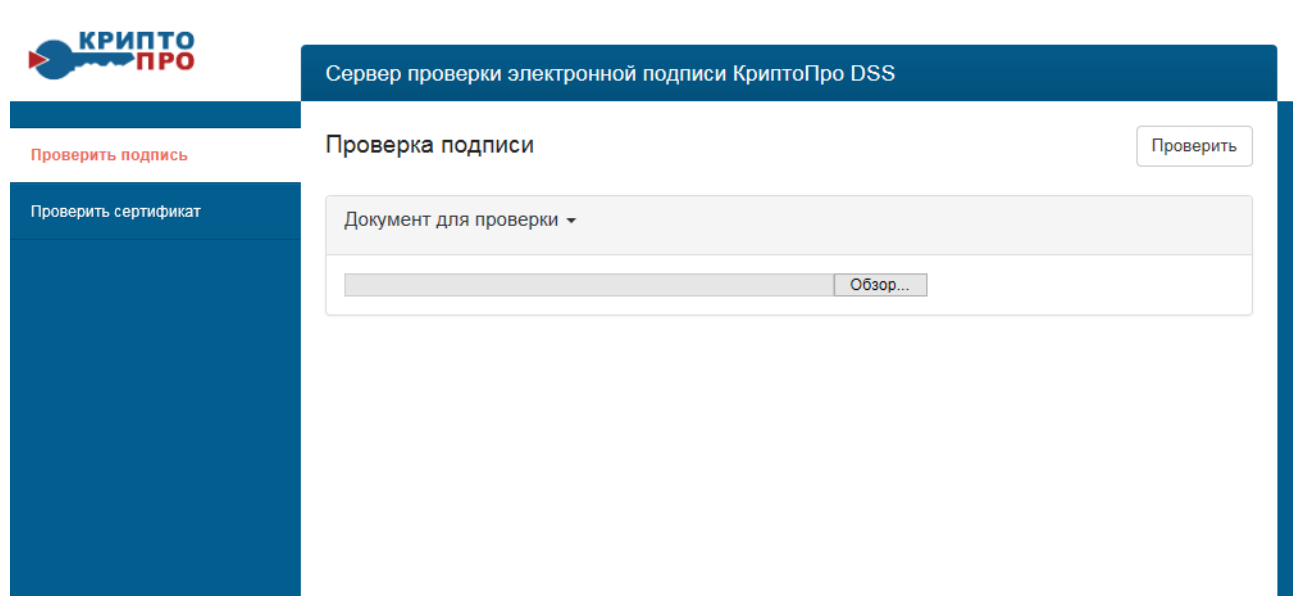 КРИПТО
ПРО
Сервер проверки электронной подписи КриптоПро DSS
Проверить подпись
Проверить сертификат
Проверка подписи
Проверить
Документ для проверки
Обзор...